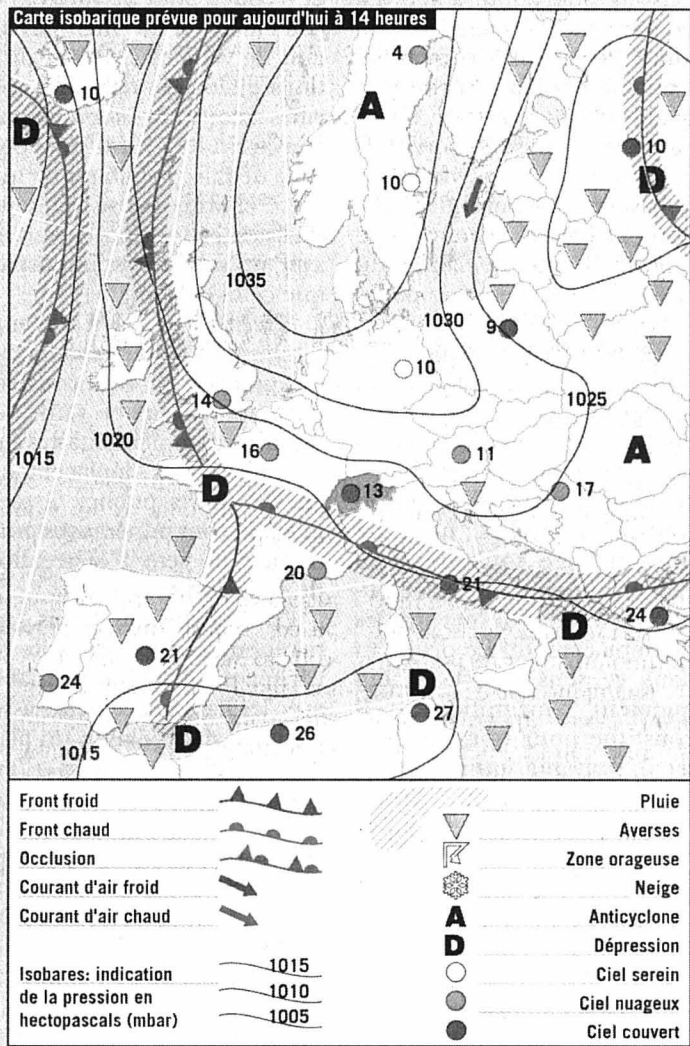 Carte isobarique prévue pour aujourd'hui à 14 heures
4
10
A
D
10
D
10
1035
1030
9
10
1025
14
1020
16
11
A
1015
D
13
17
20
21
24
D
21
24
D
27
1015
D
26
Front froid
Front chaud
Occlusion
Courant d'air froid
Courant d'air chaud
Isobares: indication
de la pression en
hectopascals (mbar)
1015
1010
1005
Pluie
Averses
Zone orageuse
Neige
A Anticyclone
D Dépression
Ciel serein
Ciel nuageux
Ciel couvert